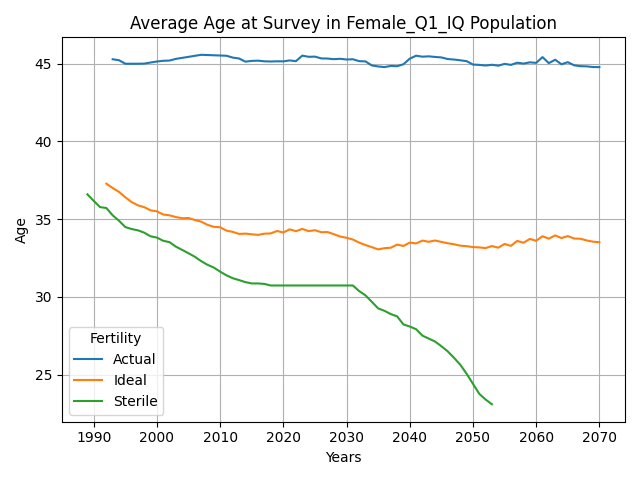 Average Age at Survey in Female_Q1_IQ Population
Age
45
40
35
30
25
Fertility
Actual
Ideal
Sterile
1990 2000 2010 2020 2030 2040 2050 2060 2070
Years